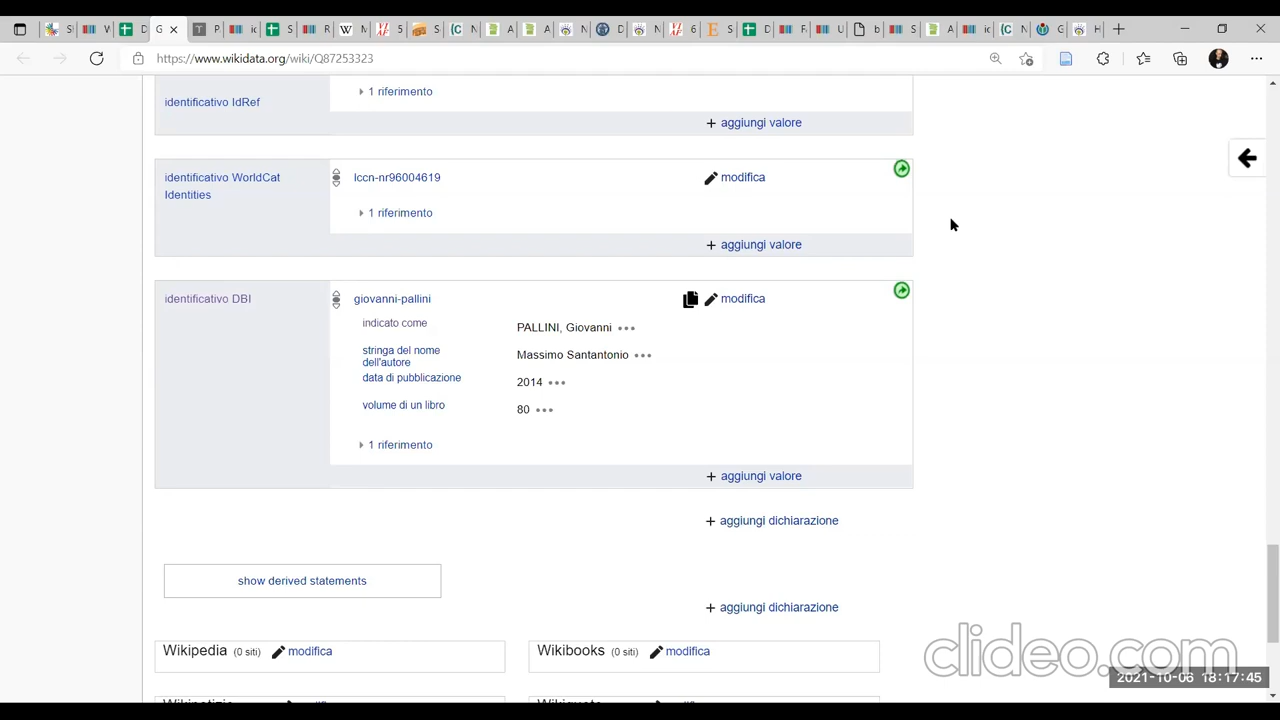 https://www.wikidata.org/wiki/Q87253323
1 riferimento
identificativo IdRef
+ aggiungi valore
identificativo WorldCat Identities
lccn-nr96004619
modifica
1 riferimento
+ aggiungi valore
identificativo DBI
giovanni-pallini
modifica
indicato come
PALLINI, Giovanni
stringa del nome dell'autore
Massimo Santantonio
data di pubblicazione
2014
volume di un libro
80
1 riferimento
+ aggiungi valore
+ aggiungi dichiarazione
show derived statements
+ aggiungi dichiarazione
Wikipedia (0 siti) modifica
Wikibooks (0 siti) modifica
clideo.com
2021-10-06 18:17:45